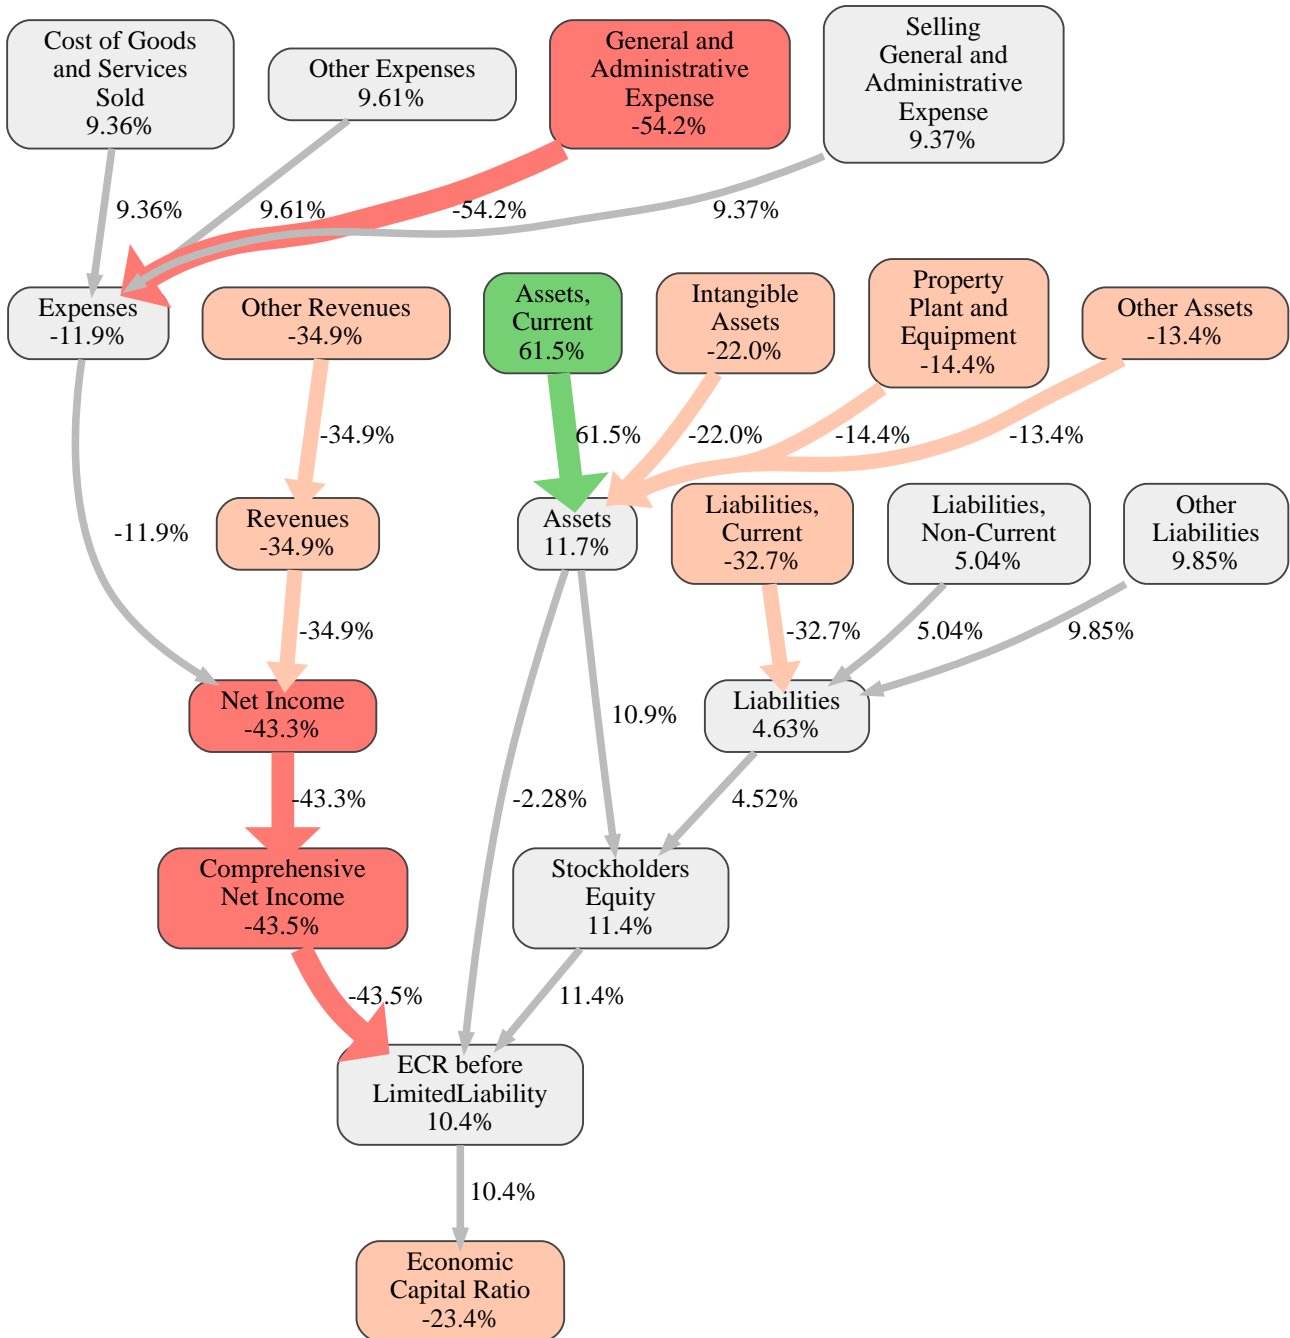 Cost of Goods
and Services
Sold
9.36%
Other Expenses
9.61%
General and
Administrative
Expense
-54.2%
Selling
General and
Administrative
Expense
9.37%
9.36%
9.61%
-54.2%
9.37%
Expenses
-11.9%
Other Revenues
-34.9%
Assets,
Current
61.5%
Intangible
Assets
-22.0%
Property
Plant and
Equipment
-14.4%
Other Assets
-13.4%
-34.9%
61.5%
-22.0%
-14.4%
-13.4%
-11.9%
Revenues
-34.9%
Assets
11.7%
Liabilities,
Current
-32.7%
Liabilities,
Non-Current
5.04%
Other
Liabilities
9.85%
-34.9%
-32.7%
5.04%
9.85%
Net Income
-43.3%
10.9%
Liabilities
4.63%
-43.3%
-2.28%
4.52%
Comprehensive
Net Income
-43.5%
Stockholders
Equity
11.4%
-43.5%
11.4%
ECR before
LimitedLiability
10.4%
10.4%
Economic
Capital Ratio
-23.4%